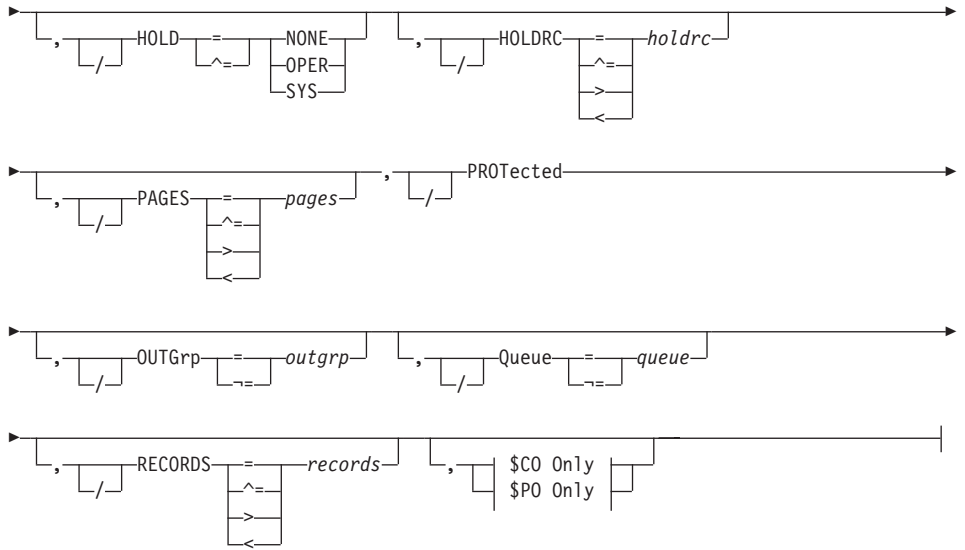 , / HOLD = NONE , / HOLDRC = holdrc
^= OPER ^=
SYS >
<
, / PAGES = pages , / PROTected
^=
>
<
, / OUTGrp = outgrp , / Queue = queue
¬= ¬=
, / RECORDS = records , $CO Only
^= $PO Only
>
<